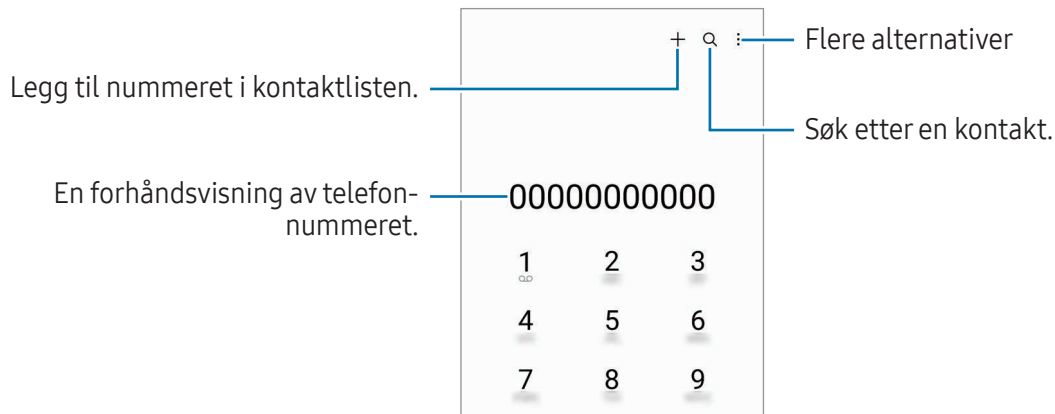 Flere alternativer
Legg til nummeret i kontaktlisten.
Søk etter en kontakt.
En forhåndsvisning av telefon-
nummeret.
00000000000
1 2 3
4 5 6
7 8 9